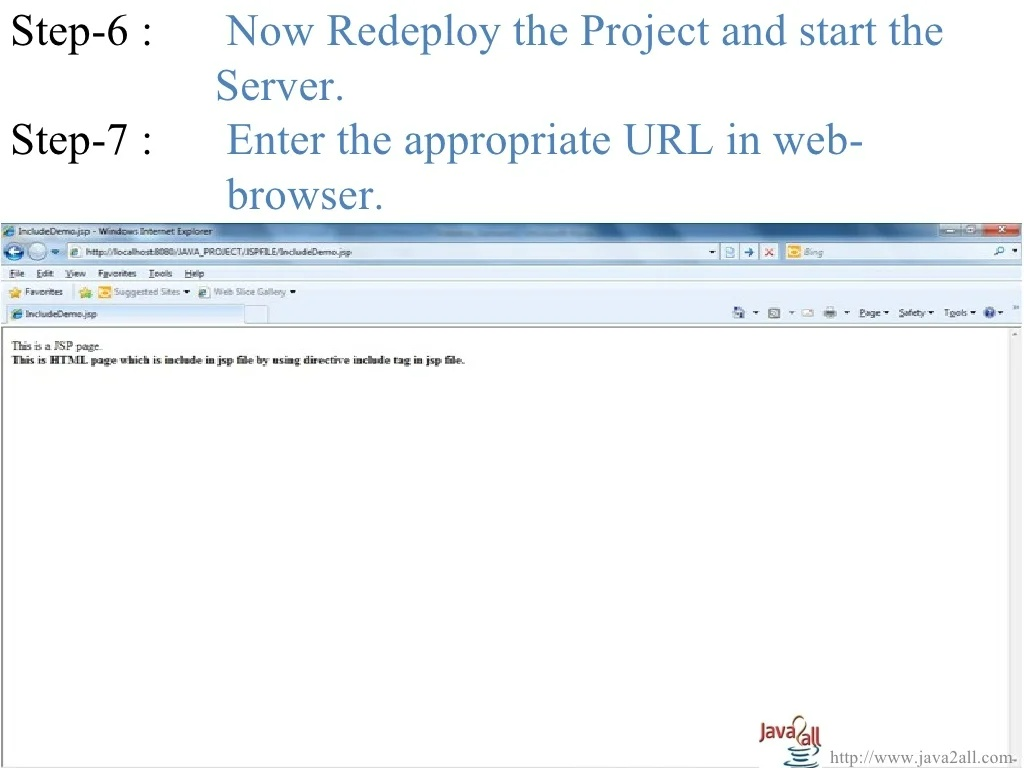 Step-6 : Now Redeploy the Project and start the
Server.
Step-7 : Enter the appropriate URL in web-
browser.
IncludeDemo.jsp - Windows Internet Explorer
http://localhost:8080/JAVA_PROJECT/JSPFILE/IncludeDemo.jsp
Bing
File Edit View Favorites Tools Help
Favorites Suggested Sites Web Slice Gallery
IncludeDemo.jsp Page Safety Tools
This is a JSP page.
This is HTML page which is include in jsp file by using directive include tag in jsp file.
Java2all
http://www.java2all.com